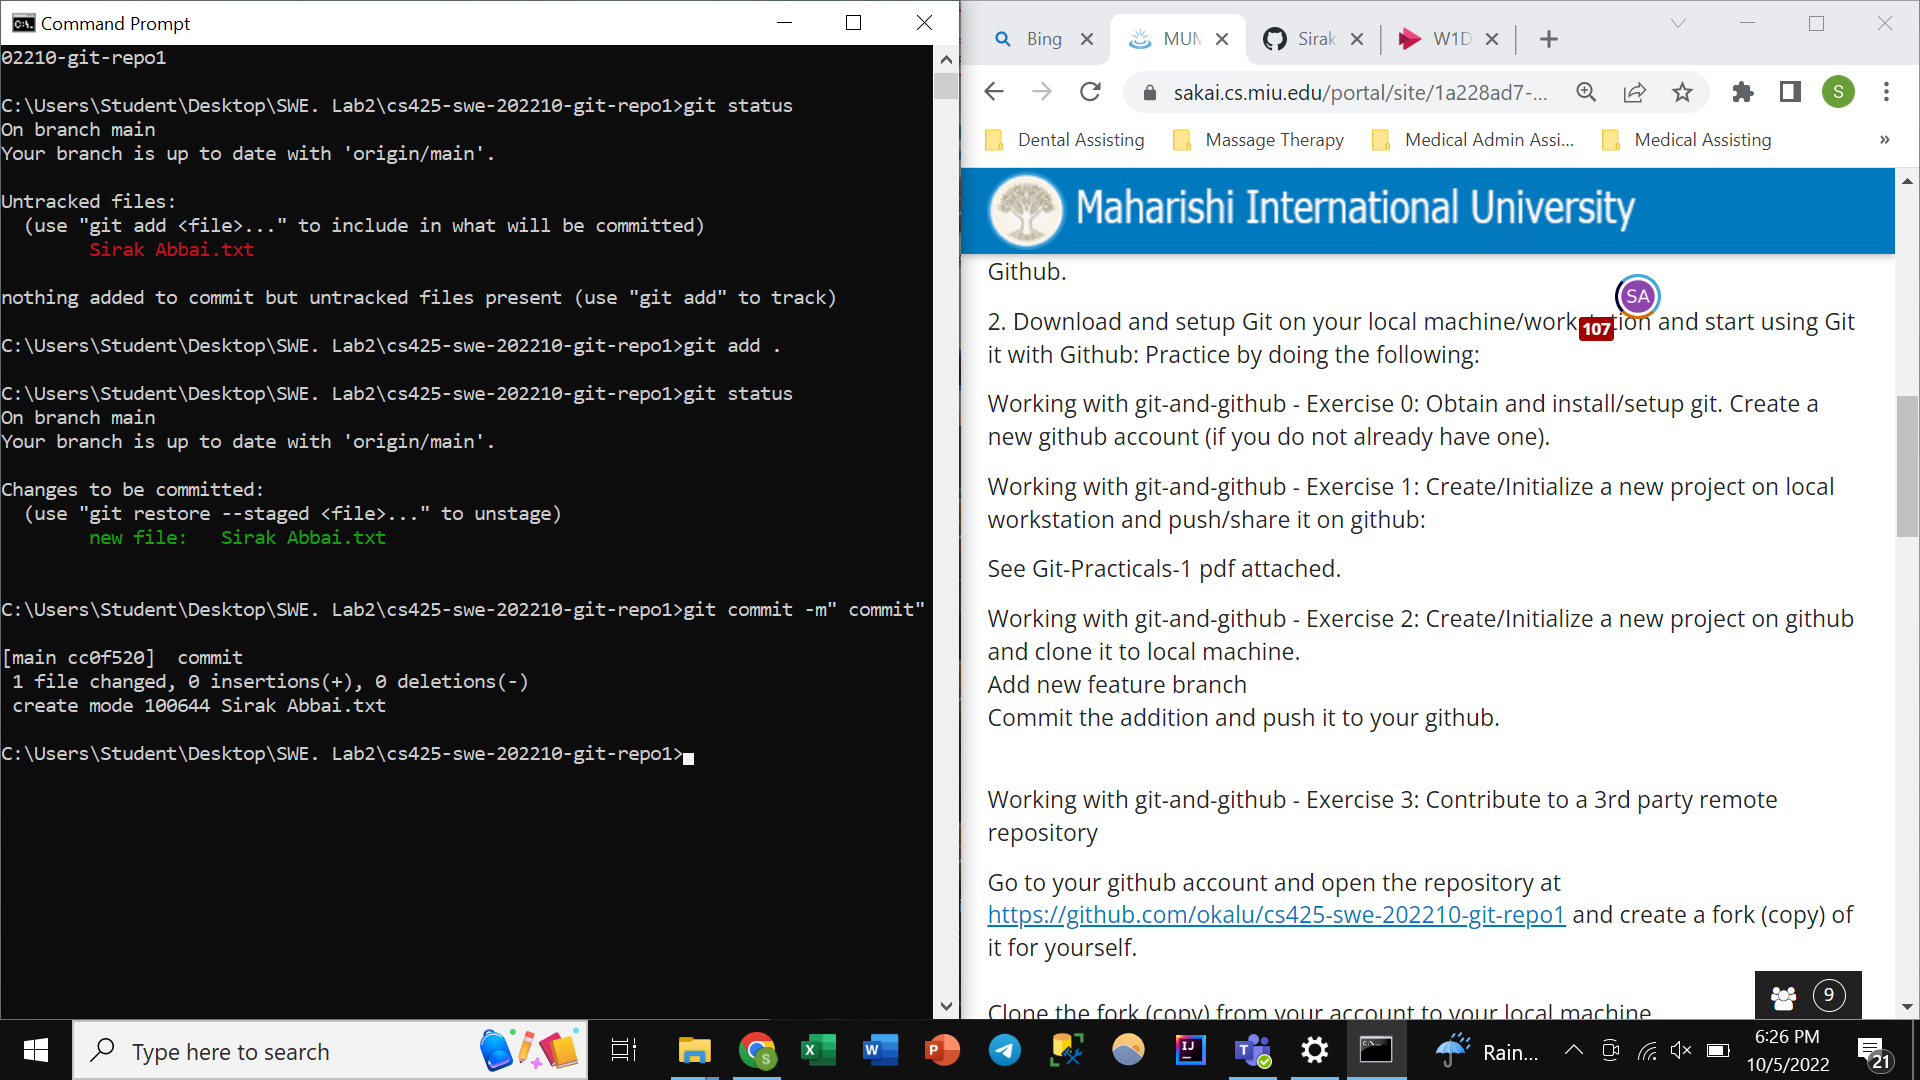 Command Prompt
02210-git-repo1
C:\Users\Student\Desktop\SWE. Lab2\cs425-swe-202210-git-repo1>git status
On branch main
Your branch is up to date with 'origin/main'.
Untracked files:
(use "git add <file>..." to include in what will be committed)
Sirak Abbai.txt
nothing added to commit but untracked files present (use "git add" to track)
C:\Users\Student\Desktop\SWE. Lab2\cs425-swe-202210-git-repo1>git add .
C:\Users\Student\Desktop\SWE. Lab2\cs425-swe-202210-git-repo1>git status
On branch main
Your branch is up to date with 'origin/main'.
Changes to be committed:
(use "git restore --staged <file>..." to unstage)
new file:   Sirak Abbai.txt
C:\Users\Student\Desktop\SWE. Lab2\cs425-swe-202210-git-repo1>git commit -m" commit"
[main cc0f520]  commit
1 file changed, 0 insertions(+), 0 deletions(-)
create mode 100644 Sirak Abbai.txt
C:\Users\Student\Desktop\SWE. Lab2\cs425-swe-202210-git-repo1>
Bing MUM Sirak W1D
sakai.cs.miu.edu/portal/site/1a228ad7-... S
Dental Assisting Massage Therapy Medical Admin Assi... Medical Assisting »
Maharishi International University
Github.
SA
107
2. Download and setup Git on your local machine/workstation and start using Git
it with Github: Practice by doing the following:
Working with git-and-github - Exercise 0: Obtain and install/setup git. Create a
new github account (if you do not already have one).
Working with git-and-github - Exercise 1: Create/Initialize a new project on local
workstation and push/share it on github:
See Git-Practicals-1 pdf attached.
Working with git-and-github - Exercise 2: Create/Initialize a new project on github
and clone it to local machine.
Add new feature branch
Commit the addition and push it to your github.
Working with git-and-github - Exercise 3: Contribute to a 3rd party remote
repository
Go to your github account and open the repository at
https://github.com/okalu/cs425-swe-202210-git-repo1 and create a fork (copy) of
it for yourself.
Clone the fork (copy) from your account to your local machine
9
Type here to search
Rain...
6:26 PM
10/5/2022
21